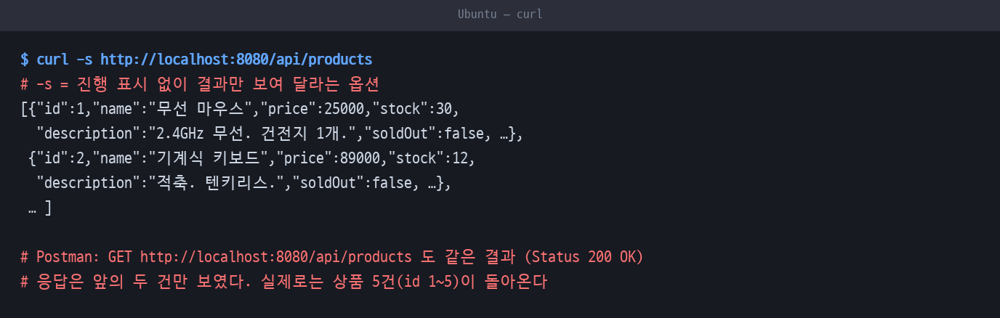 Ubuntu — curl
$ curl -s http://localhost:8080/api/products
# -s = 진행 표시 없이 결과만 보여 달라는 옵션
[{"id":1,"name":"무선 마우스","price":25000,"stock":30,
"description":"2.4GHz 무선. 건전지 1개.","soldOut":false, …},
{"id":2,"name":"기계식 키보드","price":89000,"stock":12,
"description":"적축. 텐키리스.","soldOut":false, …},
… ]
# Postman: GET http://localhost:8080/api/products 도 같은 결과 (Status 200 OK)
# 응답은 앞의 두 건만 보였다. 실제로는 상품 5건(id 1~5)이 돌아온다